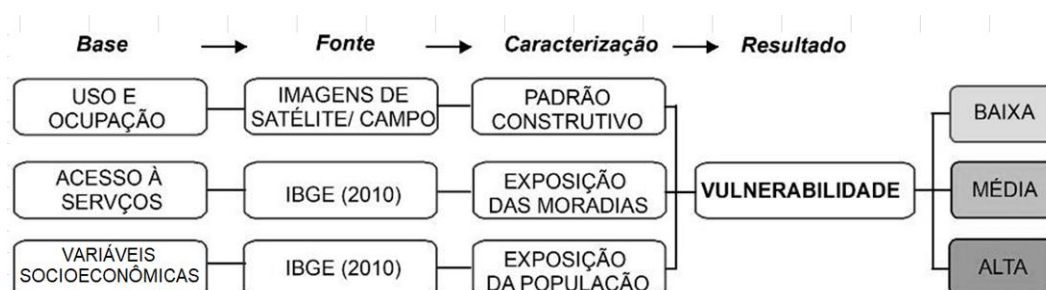 Base → Fonte → Caracterização → Resultado
USO E
OCUPAÇÃO
IMAGENS DE
SATÉLITE/ CAMPO
PADRÃO
CONSTRUTIVO
ACESSO À
SERVÇOS
IBGE (2010)
EXPOSIÇÃO
DAS MORADIAS
VARIÁVEIS
SOCIOECONÔMICAS
IBGE (2010)
EXPOSIÇÃO
DA POPULAÇÃO
VULNERABILIDADE
BAIXA
MÉDIA
ALTA